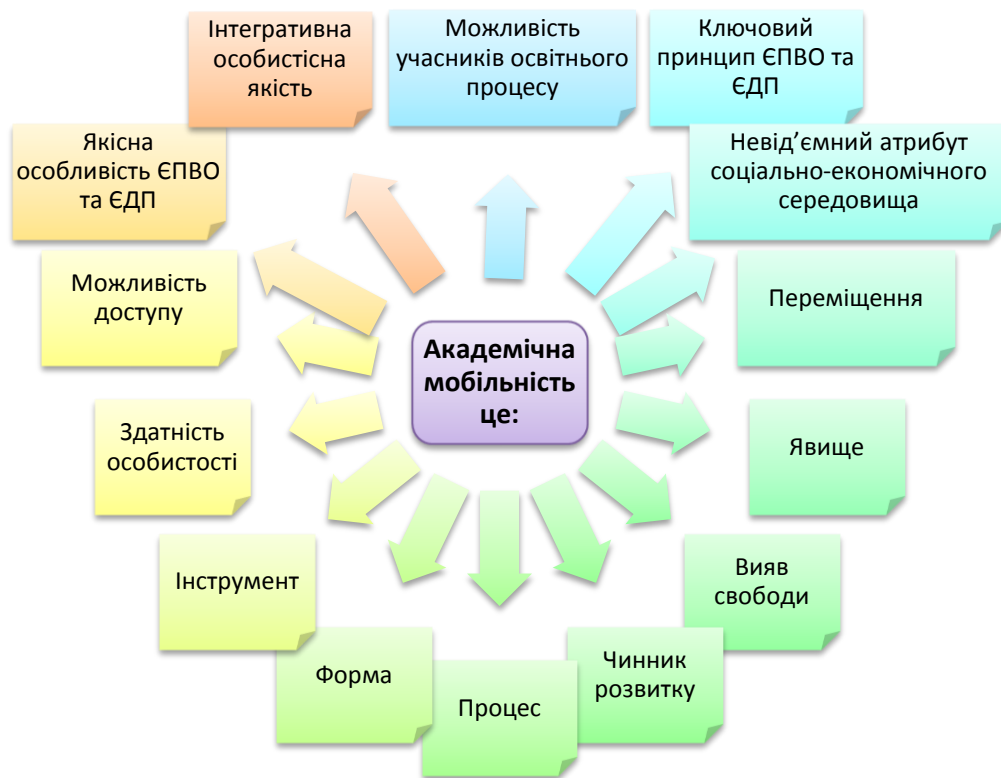 Академічна
мобільність
це:
Можливість
учасників освітнього
процесу
Ключовий
принцип ЄПВО та
ЄДП
Невід’ємний атрибут
соціально-економічного
середовища
Переміщення
Явище
Вияв
свободи
Чинник
розвитку
Процес
Форма
Інструмент
Здатність
особистості
Можливість
доступу
Якісна
особливість ЄПВО
та ЄДП
Інтегративна
особистісна
якість